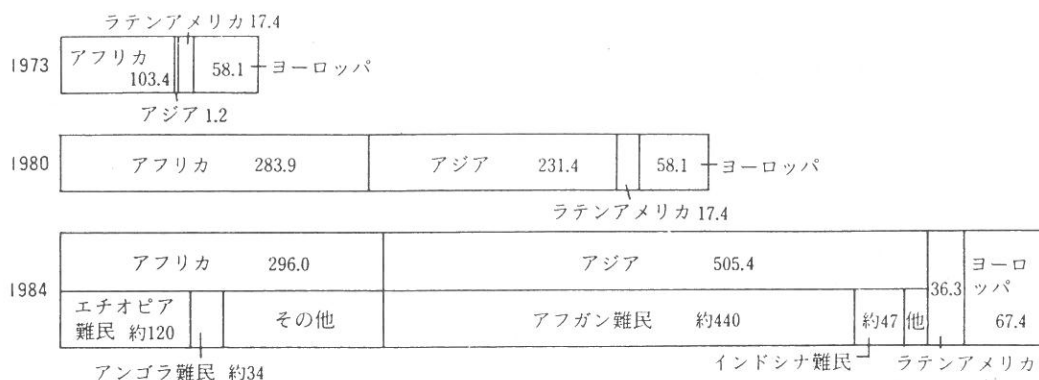 ラテンアメリカ 17.4
1973 アフリカ 103.4 58.1 ヨーロッパ
アジア 1.2
1980 アフリカ 283.9 アジア 231.4 58.1 ヨーロッパ
ラテンアメリカ 17.4
1984
アフリカ 296.0 アジア 505.4 36.3 ヨーロッパ 67.4
エチオピア難民 約120 その他 アフガン難民 約440 約47 他
アンゴラ難民 約34 インドシナ難民 ラテンアメリカ